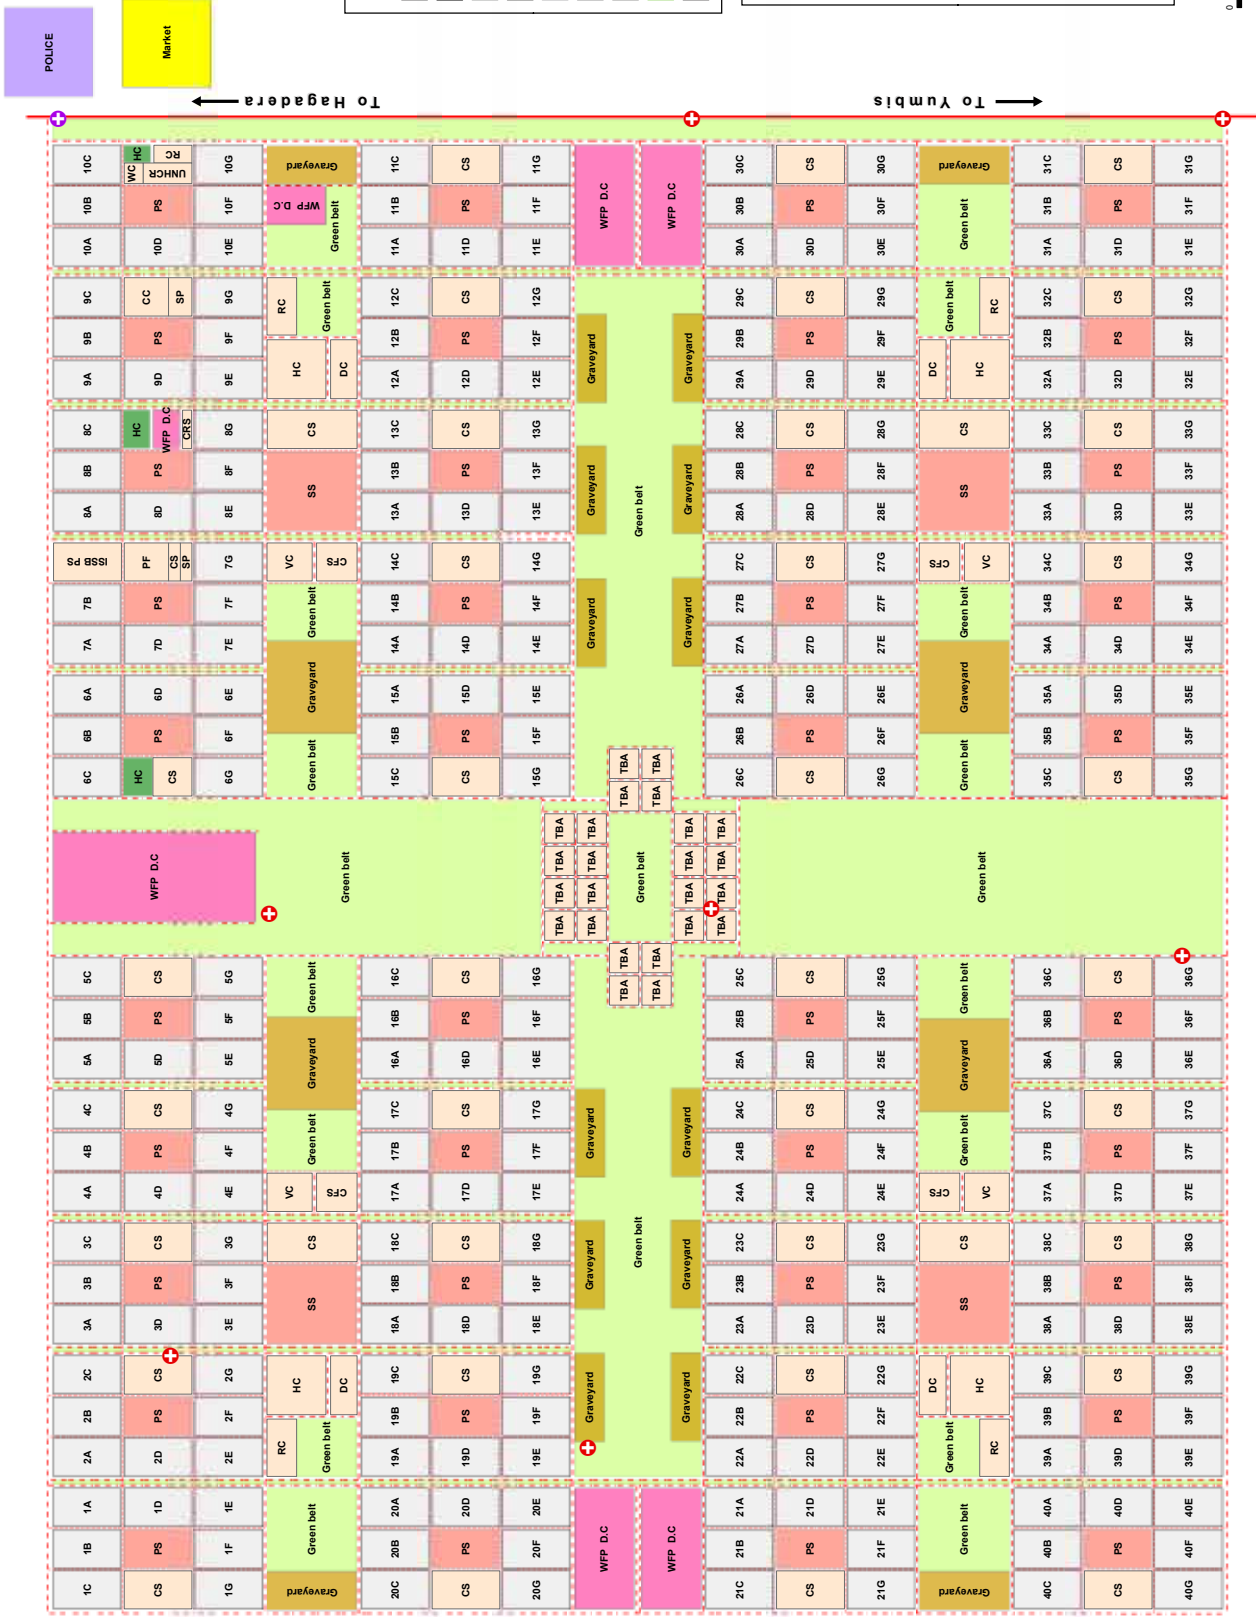 POLICE
Market
To Hagadera
To Yumbis
0
10C HC RC 10G Graveyard 11C CS 11G WFP D.C WFP D.C 30C CS 30G Graveyard 31C CS 31G
WC UNHCR
10B PS 10F WFP D.C Green belt 11B PS 11F 30B PS 30F Green belt 31B PS 31F
10A 10D 10E 11A 11D 11E 30A 30D 30E 31A 31D 31E
9C CC SP 9G RC Green belt 12C CS 12G 29C CS 29G Green belt RC 32C CS 32G
9B PS 9F 12B PS 12F Graveyard Graveyard 29B PS 29F 32B PS 32F
9A 9D 9E HC DC 12A 12D 12E 29A 29D 29E DC HC 32A 32D 32E
8C HC WFP D.C CRS 8G CS 13C CS 13G 28C CS 28G CS 33C CS 33G
8B PS 8F SS 13B PS 13F Graveyard Green belt Graveyard 28B PS 28F SS 33B PS 33F
8A 8D 8E 13A 13D 13E 28A 28D 28E 33A 33D 33E
ISSB PS PF CS SP 7G VC CFS 14C CS 14G 27C CS 27G CFS VC 34C CS 34G
7B PS 7F Green belt 14B PS 14F Graveyard Graveyard 27B PS 27F Green belt 34B PS 34F
7A 7D 7E Graveyard 14A 14D 14E 27A 27D 27E Graveyard 34A 34D 34E
6A 6D 6E 15A 15D 15E 26A 26D 26E 35A 35D 35E
6B PS 6F Green belt 15B PS 15F 26B PS 26F Green belt 35B PS 35F
6C HC CS 6G 15C CS 15G TBA TBA 26C CS 26G 35C CS 35G
TBA TBA
TBA TBA TBA TBA
WFP D.C Green belt TBA TBA Green belt TBA TBA Green belt
TBA TBA TBA TBA
TBA TBA TBA TBA
TBA TBA
5C CS 5G Green belt 16C CS 16G TBA TBA 25C CS 25G Green belt 36C CS 36G
5B PS 5F Graveyard 16B PS 16F 25B PS 25F Graveyard 36B PS 36F
5A 5D 5E 16A 16D 16E 25A 25D 25E 36A 36D 36E
4C CS 4G Green belt 17C CS 17G Graveyard Graveyard 24C CS 24G Green belt 37C CS 37G
4B PS 4F 17B PS 17F 24B PS 24F 37B PS 37F
4A 4D 4E VC CFS 17A 17D 17E 24A 24D 24E CFS VC 37A 37D 37E
3C CS 3G CS 18C CS 18G Graveyard Green belt Graveyard 23C CS 23G CS 38C CS 38G
3B PS 3F SS 18B PS 18F 23B PS 23F SS 38B PS 38F
3A 3D 3E 18A 18D 18E 23A 23D 23E 38A 38D 38E
2C CS 2G HC DC 19C CS 19G Graveyard Graveyard 22C CS 22G DC HC 39C CS 39G
2B PS 2F RC Green belt 19B PS 19F 22B PS 22F Green belt RC 39B PS 39F
2A 2D 2E 19A 19D 19E 22A 22D 22E 39A 39D 39E
1A 1D 1E Green belt 20A 20D 20E WFP D.C WFP D.C 21A 21D 21E Green belt 40A 40D 40E
1B PS 1F 20B PS 20F 21B PS 21F 40B PS 40F
1C CS 1G Graveyard 20C CS 20G 21C CS 21G Graveyard 40C CS 40G